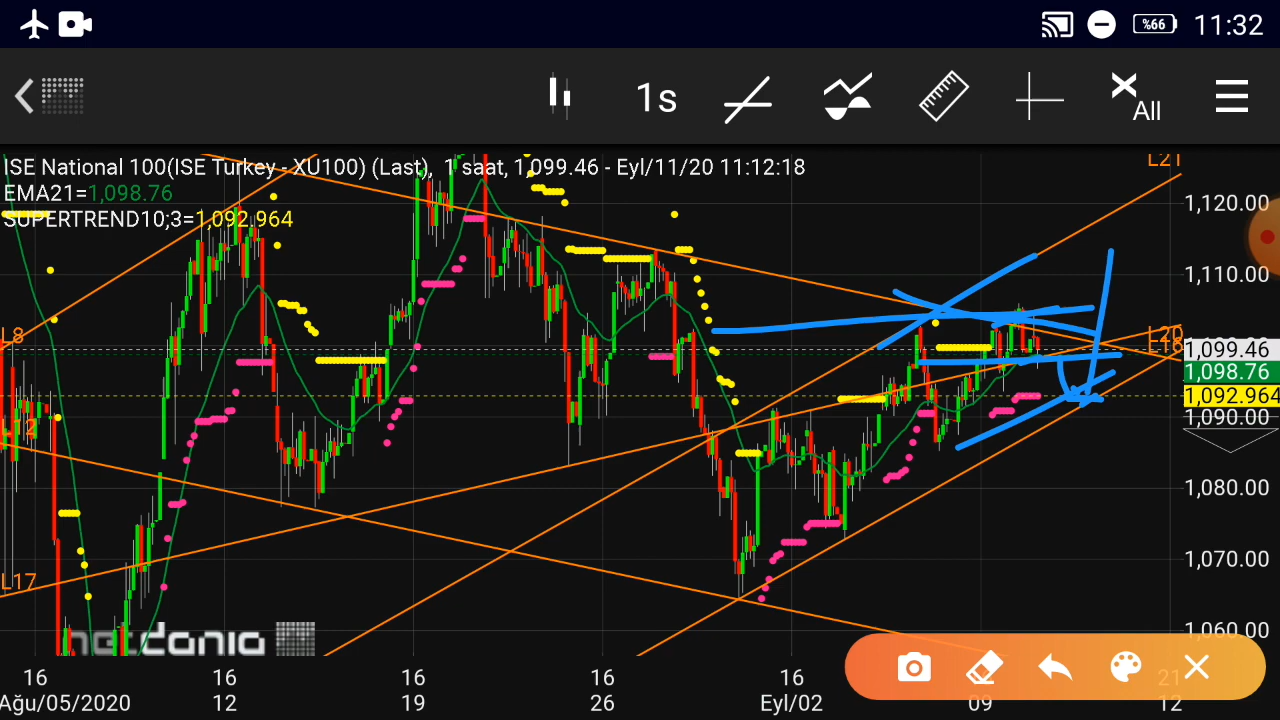 %66 11:32
1s All
ISE National 100(ISE Turkey - XU100) (Last), 1 saat, 1,099.46 - Eyl/11/20 11:12:18
EMA21=1,098.76
SUPERTREND10;3=1,092.964
L21
1,120.00
1,110.00
L8
1,099.46
1,098.76
1,092.964
1,090.00
1,080.00
L17
1,070.00
netdania
1,060.00
16 16 16 16 16 21
Ağu/05/2020 12 19 26 Eyl/02 09 12